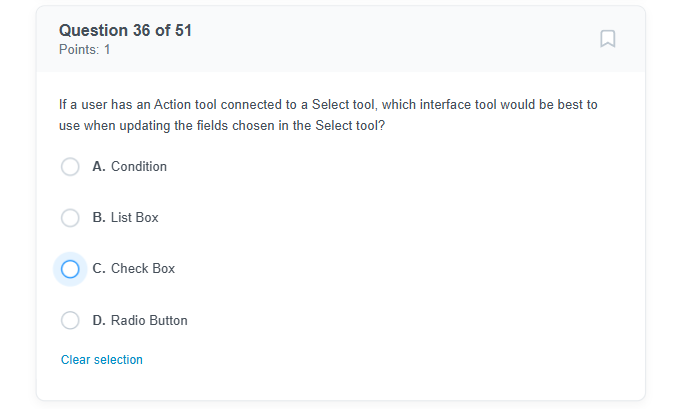 Question 36 of 51
Points: 1
If a user has an Action tool connected to a Select tool, which interface tool would be best to
use when updating the fields chosen in the Select tool?
A. Condition
B. List Box
C. Check Box
D. Radio Button
Clear selection